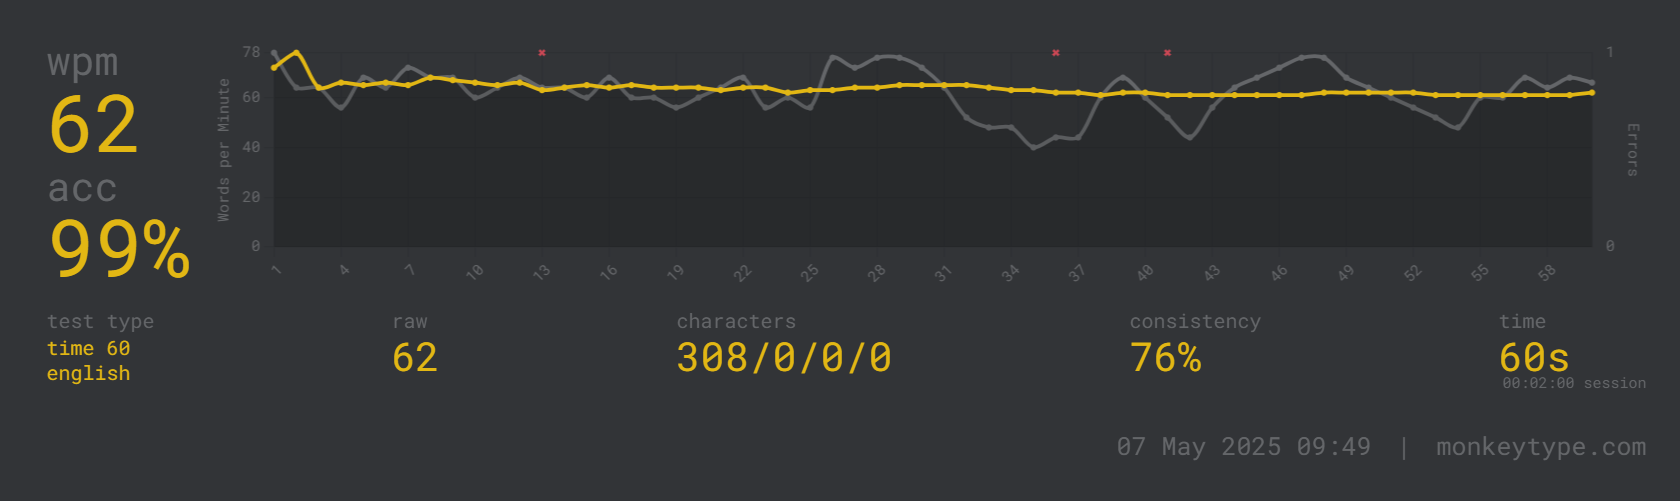 wpm
62
acc
99%
Words per Minute
78
60
40
20
0
1 4 7 10 13 16 19 22 25 28 31 34 37 40 43 46 49 52 55 58
1
0
Errors
test type
time 60
english
raw
62
characters
308/0/0/0
consistency
76%
time
60s
00:02:00 session
07 May 2025 09:49 | monkeytype.com